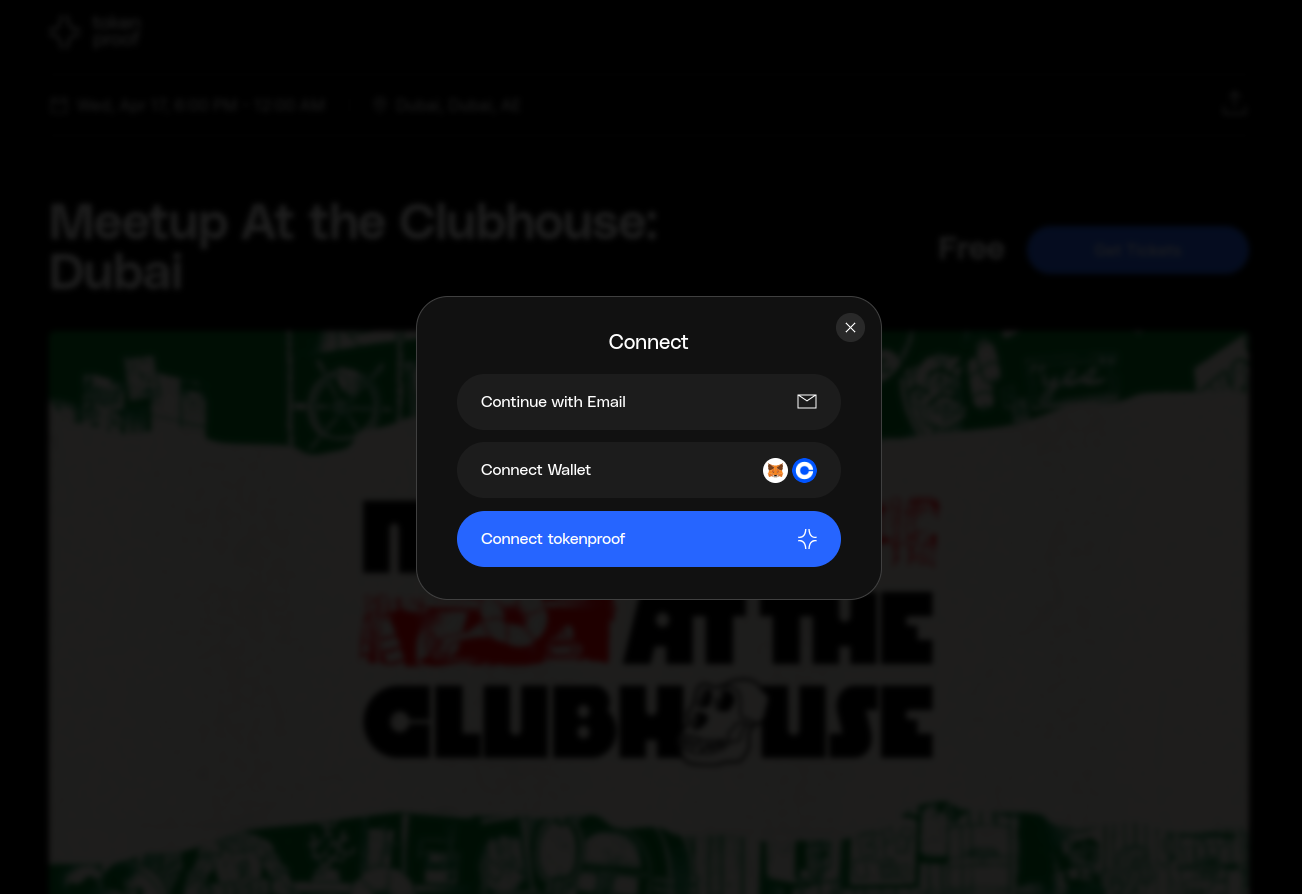 token
proof
Wed, Apr 17, 6:00 PM - 12:00 AM
Dubai, Dubai, AE
Meetup At the Clubhouse:
Dubai
Free
Get Tickets
Connect
Continue with Email
Connect Wallet
Connect tokenproof
AT THE
CLUBHOUSE